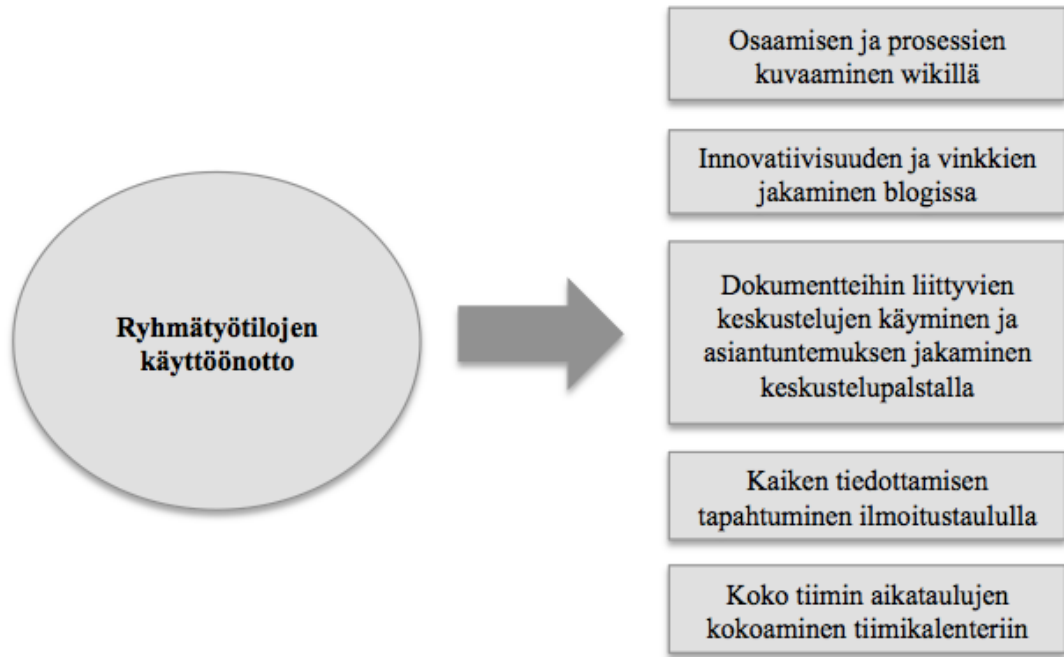 Ryhmätyötilojen
käyttöönotto
Osaamisen ja prosessien
kuvaaminen wikillä
Innovatiivisuuden ja vinkkien
jakaminen blogissa
Dokumentteihin liittyvien
keskustelujen käyminen ja
asiantuntemuksen jakaminen
keskustelupalstalla
Kaiken tiedottamisen
tapahtuminen ilmoitustaululla
Koko tiimin aikataulujen
kokoaminen tiimikalenteriin